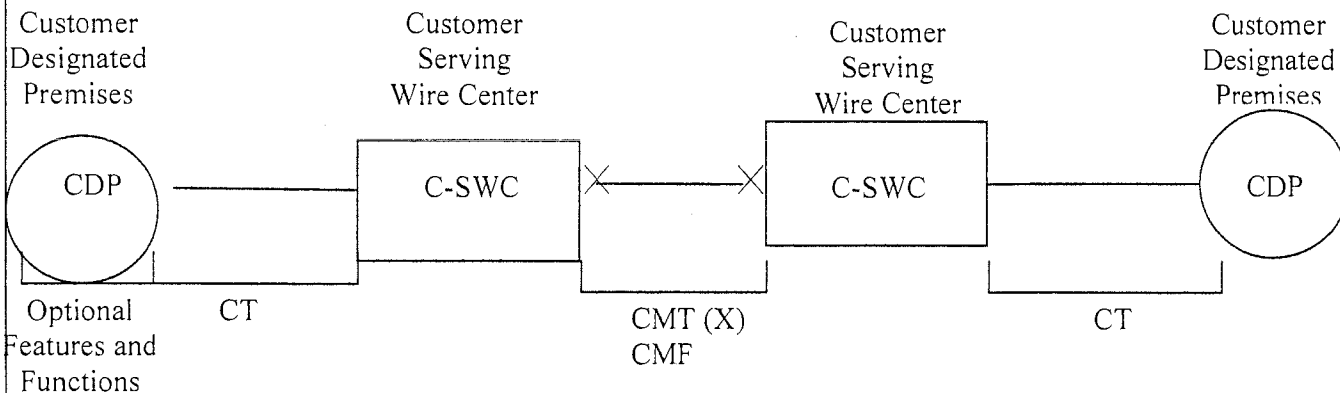 Customer
Designated
Premises
Customer
Serving
Wire Center
Customer
Serving
Wire Center
Customer
Designated
Premises
CDP
C-SWC
C-SWC
CDP
Optional
Features and
Functions
CT
CMT (X)
CMF
CT